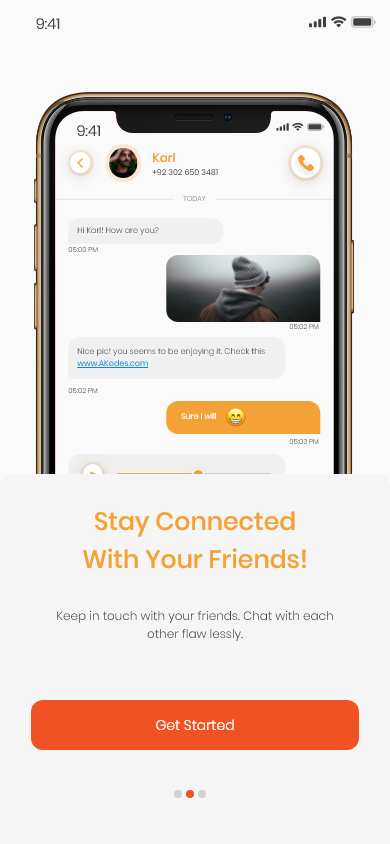 9:41
9:41
Karl
+92 302 650 3481
TODAY
Hi Karl! How are you?
05:00 PM
05:02 PM
Nice pic! you seems to be enjoying it. Check this
www.AKodes.com
05:02 PM
Sure I will
05:03 PM
Stay Connected
With Your Friends!
Keep in touch with your friends. Chat with each
other flaw lessly.
Get Started